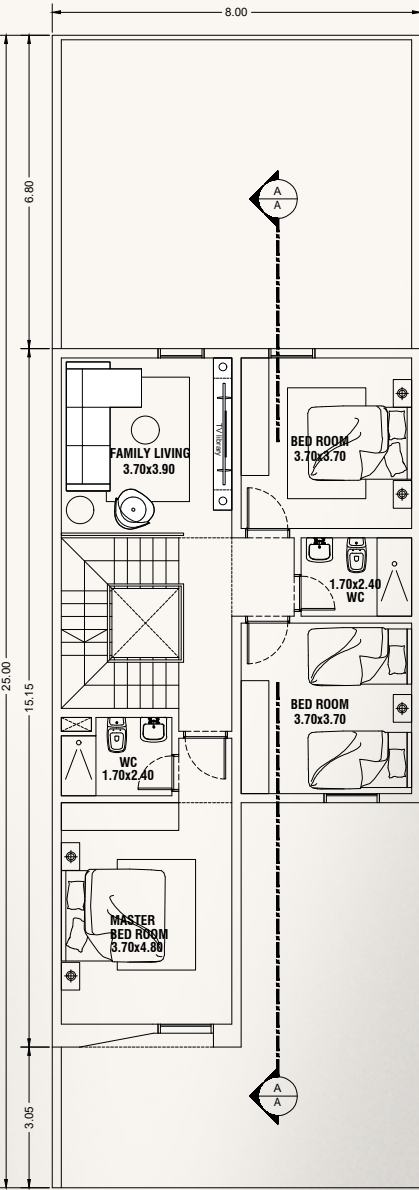 8.00
6.80
A
A
FAMILY LIVING
3.70x3.90
TV library
BED ROOM
3.70x3.70
25.00
15.15
1.70x2.40
WC
BED ROOM
3.70x3.70
WC
1.70x2.40
MASTER
BED ROOM
3.70x4.80
3.05
A
A